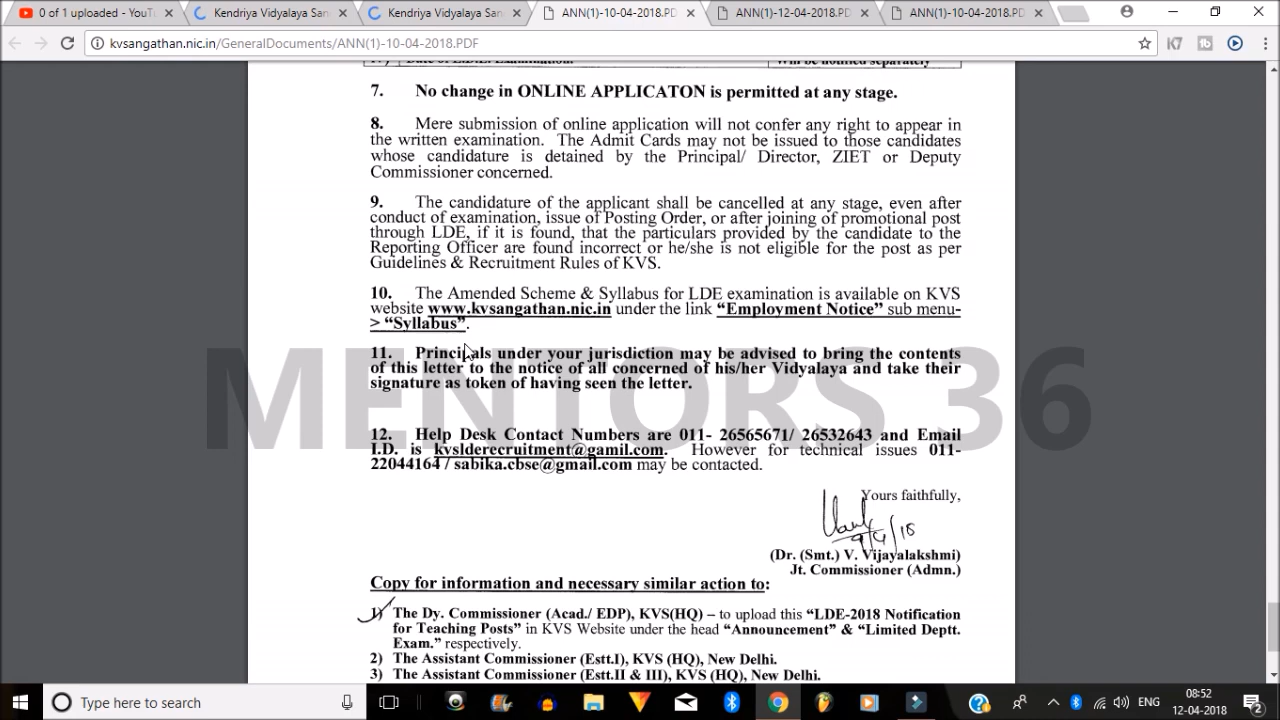 0 of 1 uploaded - YouT
Kendriya Vidyalaya San
Kendriya Vidyalaya San
ANN(1)-10-04-2018.PD
ANN(1)-12-04-2018.PD
ANN(1)-10-04-2018.PD
kvsangathan.nic.in/GeneralDocuments/ANN(1)-10-04-2018.PDF
Will be notified separately
7. No change in ONLINE APPLICATON is permitted at any stage.
8. Mere submission of online application will not confer any right to appear in
the written examination. The Admit Cards may not be issued to those candidates
whose candidature is detained by the Principal/ Director, ZIET or Deputy
Commissioner concerned.
9. The candidature of the applicant shall be cancelled at any stage, even after
conduct of examination, issue of Posting Order, or after joining of promotional post
through LDE, if it is found, that the particulars provided by the candidate to the
Reporting Officer are found incorrect or he/she is not eligible for the post as per
Guidelines & Recruitment Rules of KVS.
10. The Amended Scheme & Syllabus for LDE examination is available on KVS
website www.kvsangathan.nic.in under the link “Employment Notice” sub menu-
> “Syllabus”.
11. Principals under your jurisdiction may be advised to bring the contents
of this letter to the notice of all concerned of his/her Vidyalaya and take their
signature as token of having seen the letter.
MENTORS 36
12. Help Desk Contact Numbers are 011- 26565671/ 26532643 and Email
I.D. is kvslderecruitment@gamil.com. However for technical issues 011-
22044164 / sabika.cbse@gmail.com may be contacted.
Yours faithfully,
9/4/18
(Dr. (Smt.) V. Vijayalakshmi)
Jt. Commissioner (Admn.)
Copy for information and necessary similar action to:
1) The Dy. Commissioner (Acad./ EDP), KVS(HQ) – to upload this “LDE-2018 Notification
for Teaching Posts” in KVS Website under the head “Announcement” & “Limited Deptt.
Exam.” respectively.
2) The Assistant Commissioner (Estt.I), KVS (HQ), New Delhi.
3) The Assistant Commissioner (Estt.II & III), KVS (HQ), New Delhi.
Type here to search
ENG
08:52
12-04-2018
2